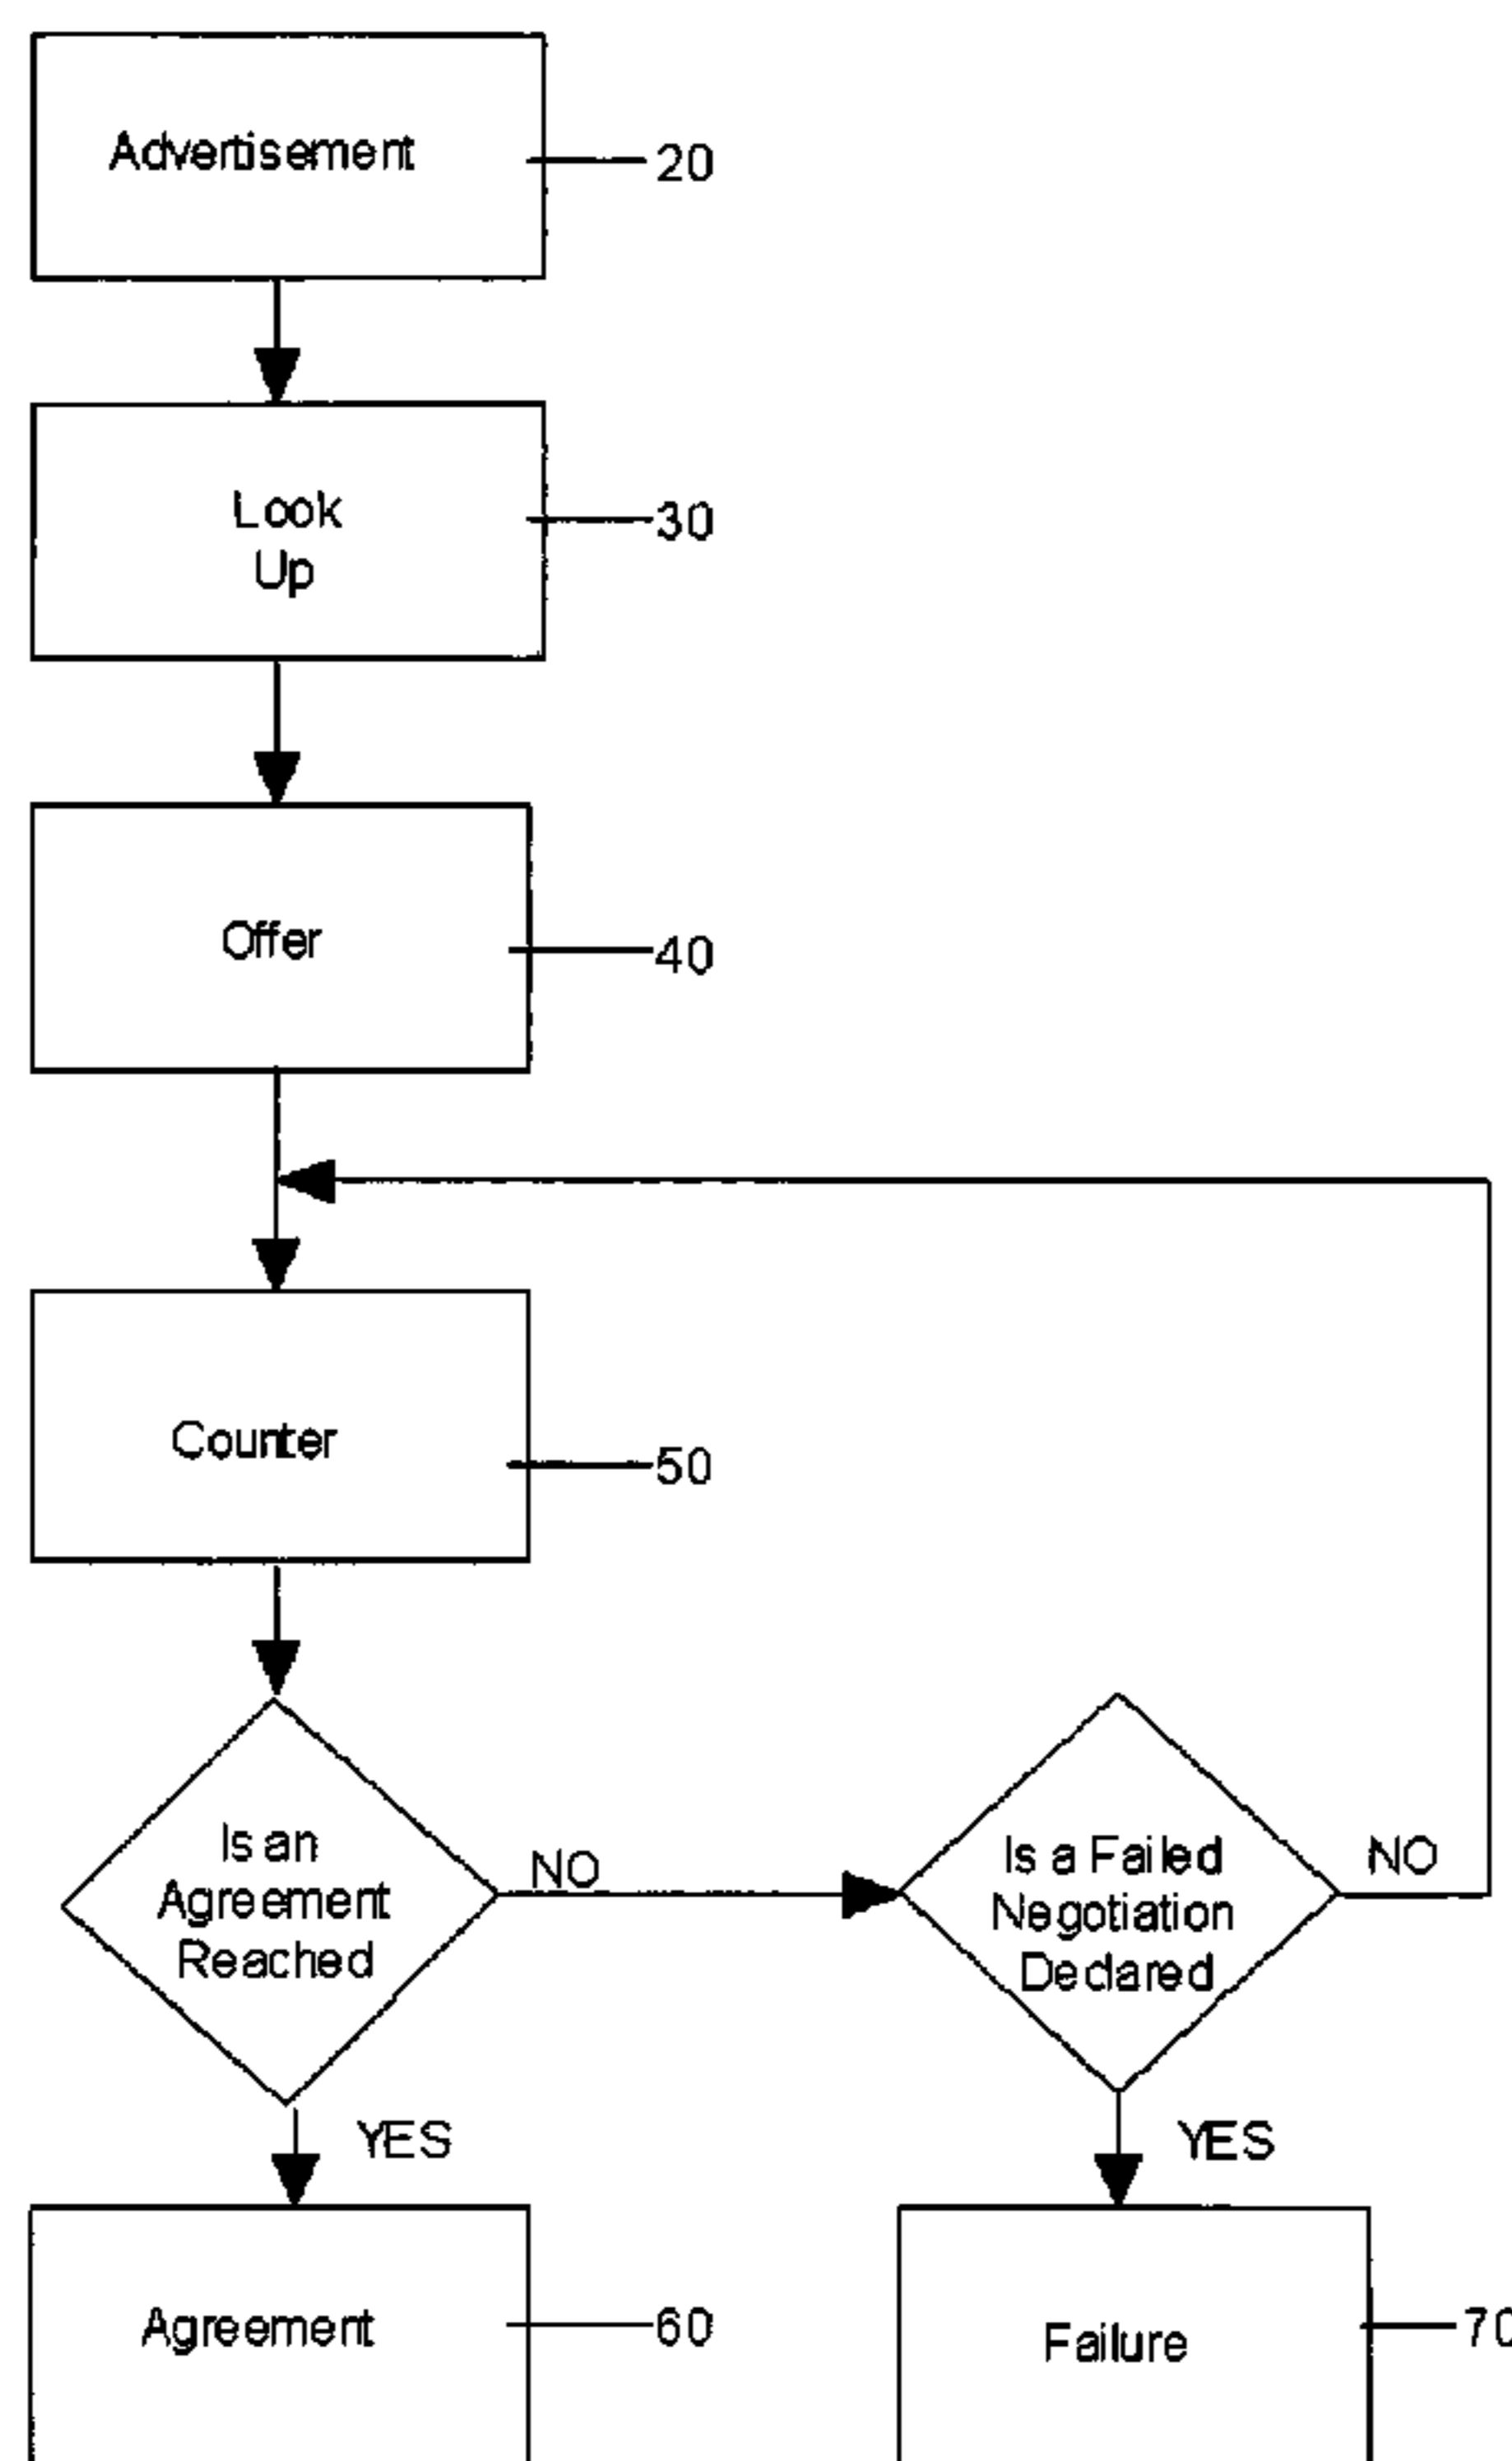 Advertisement
20
Look
Up
30
Offer
40
Counter
50
Is an
Agreement
Reached
NO
Is a Failed
Negotiation
Declared
NO
YES
YES
Agreement
60
Failure
70